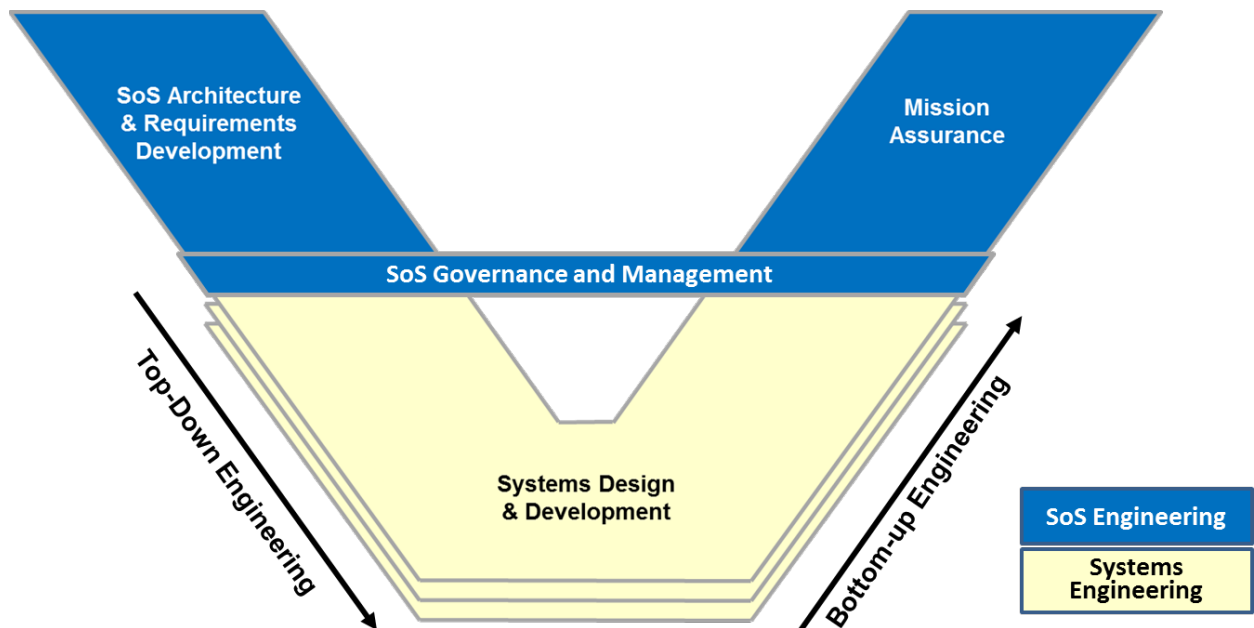 SoS Architecture
& Requirements
Development
Mission
Assurance
SoS Governance and Management
Top-Down Engineering
Systems Design
& Development
Bottom-up Engineering
SoS Engineering
Systems
Engineering